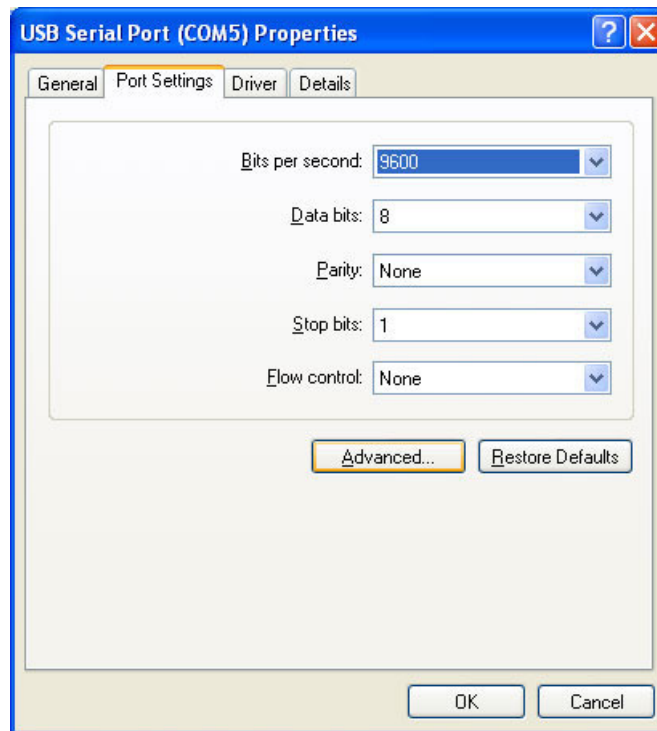 USB Serial Port (COM5) Properties
General Port Settings Driver Details
Bits per second: 9600
Data bits: 8
Parity: None
Stop bits: 1
Flow control: None
Advanced... Restore Defaults
OK Cancel